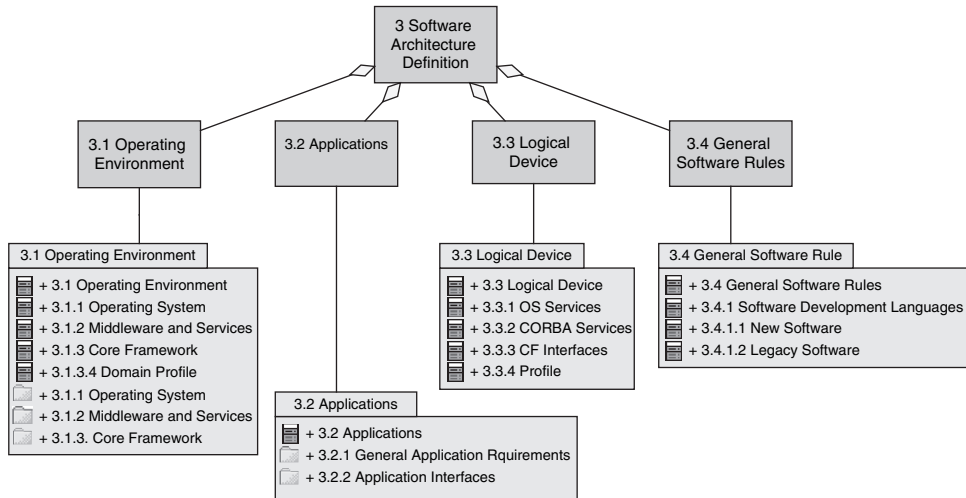 3 Software
Architecture
Definition
3.1 Operating
Environment
3.2 Applications
3.3 Logical
Device
3.4 General
Software Rules
3.1 Operating Environment
+ 3.1 Operating Environment
+ 3.1.1 Operating System
+ 3.1.2 Middleware and Services
+ 3.1.3 Core Framework
+ 3.1.3.4 Domain Profile
+ 3.1.1 Operating System
+ 3.1.2 Middleware and Services
+ 3.1.3. Core Framework
3.2 Applications
+ 3.2 Applications
+ 3.2.1 General Application Rquirements
+ 3.2.2 Application Interfaces
3.3 Logical Device
+ 3.3 Logical Device
+ 3.3.1 OS Services
+ 3.3.2 CORBA Services
+ 3.3.3 CF Interfaces
+ 3.3.4 Profile
3.4 General Software Rule
+ 3.4 General Software Rules
+ 3.4.1 Software Development Languages
+ 3.4.1.1 New Software
+ 3.4.1.2 Legacy Software